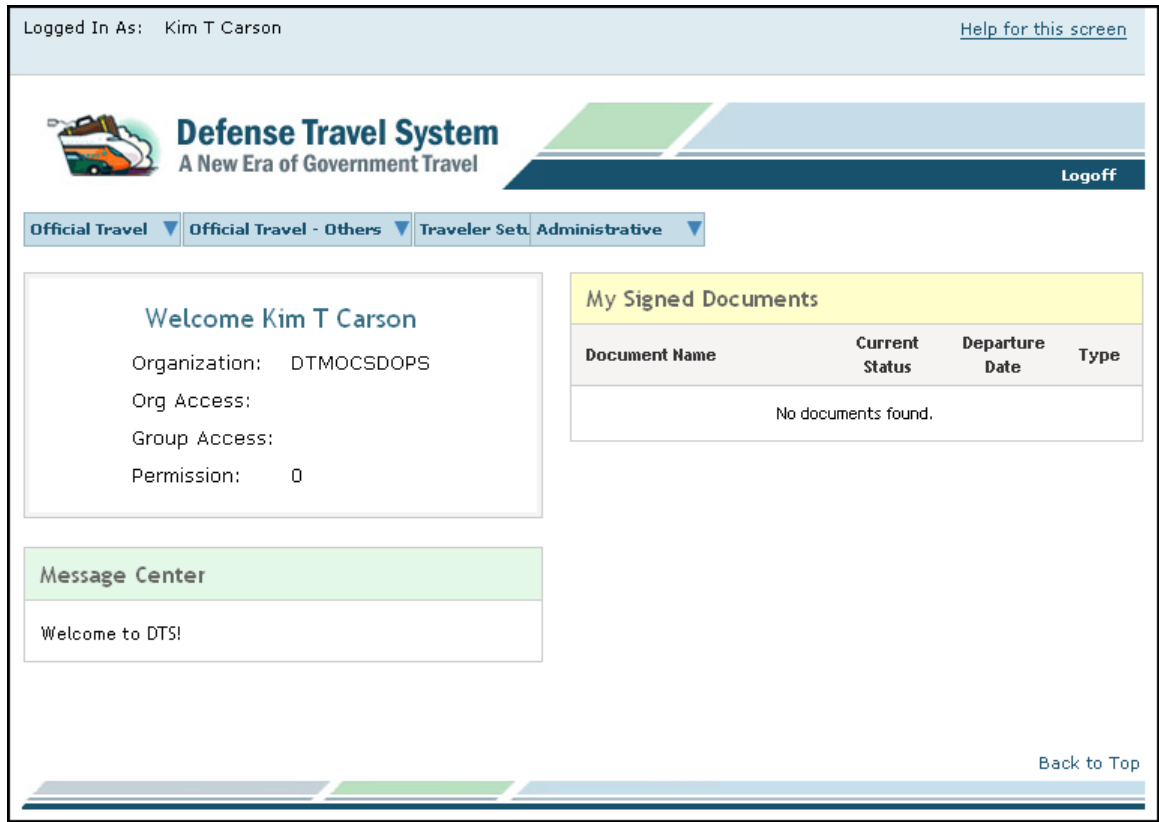 Logged In As: Kim T Carson
Help for this screen
Defense Travel System
A New Era of Government Travel
Logoff
Official Travel
Official Travel - Others
Traveler Setu
Administrative
Welcome Kim T Carson
Organization: DTMOCSDOPS
Org Access:
Group Access:
Permission: 0
My Signed Documents
Document Name
Current Status
Departure Date
Type
No documents found.
Message Center
Welcome to DTS!
Back to Top